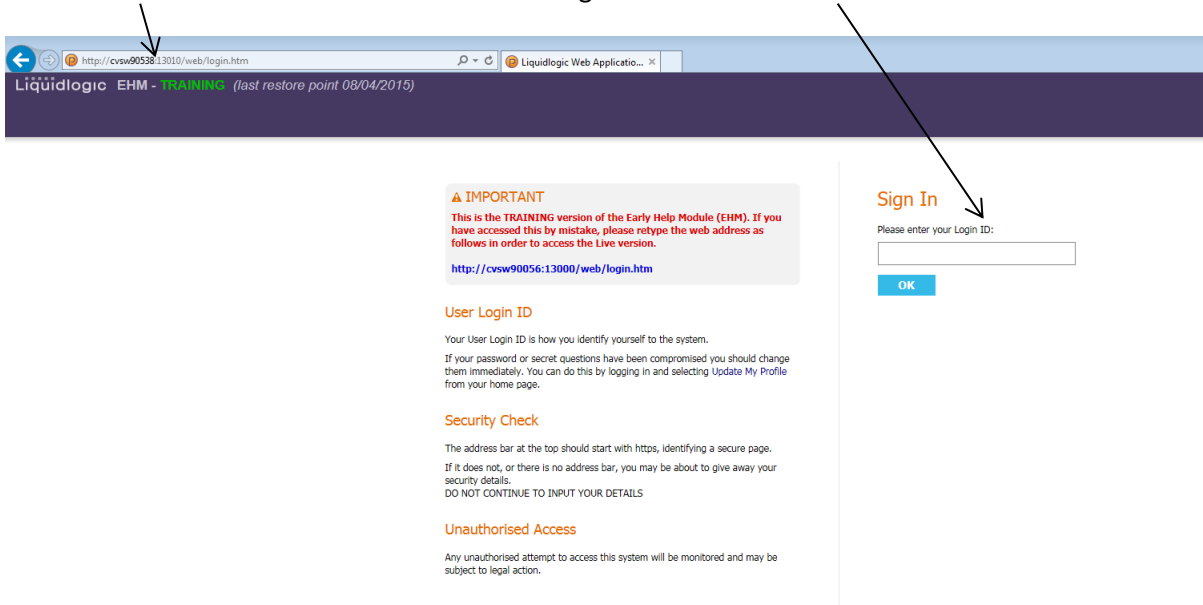 http://cvsw90538:13010/web/login.htm
Liquidlogic Web Applicatio...
Liquidlogic EHM - TRAINING (last restore point 08/04/2015)
IMPORTANT
This is the TRAINING version of the Early Help Module (EHM). If you
have accessed this by mistake, please retype the web address as
follows in order to access the Live version.
http://cvsw90056:13000/web/login.htm
User Login ID
Your User Login ID is how you identify yourself to the system.
If your password or secret questions have been compromised you should change
them immediately. You can do this by logging in and selecting Update My Profile
from your home page.
Security Check
The address bar at the top should start with https, identifying a secure page.
If it does not, or there is no address bar, you may be about to give away your
security details.
DO NOT CONTINUE TO INPUT YOUR DETAILS
Unauthorised Access
Any unauthorised attempt to access this system will be monitored and may be
subject to legal action.
Sign In
Please enter your Login ID:
OK